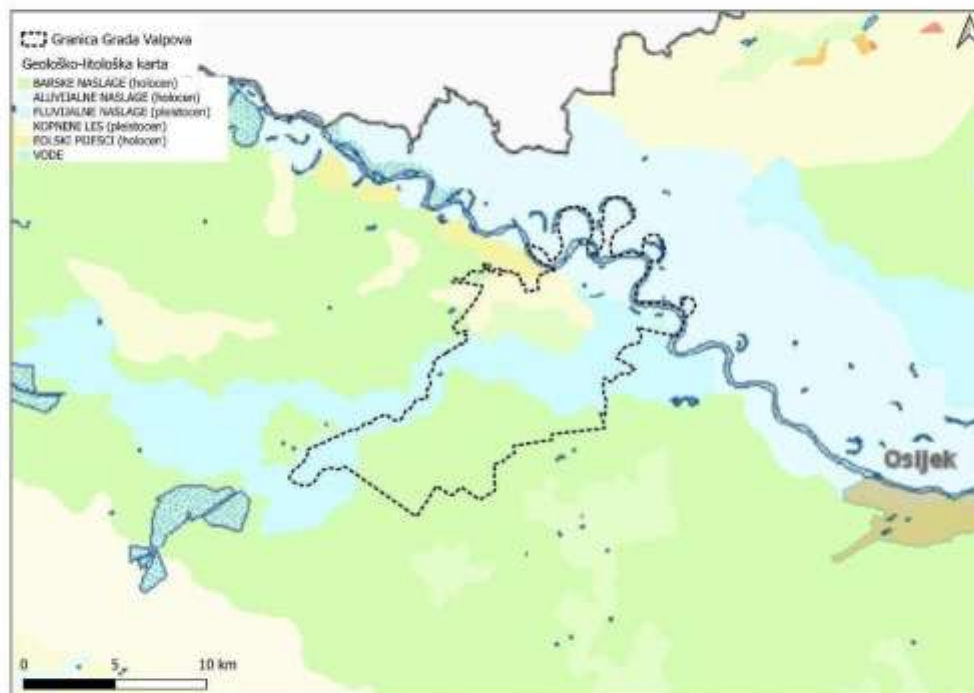 Granica Grada Valpova
Geološko-litološka karta
BARSKE NASLAGE (holocen)
ALUVIJALNE NASLAGE (holocen)
FLUVIJALNE NASLAGE (pleistocen)
KOPNENI LES (pleistocen)
EOLSKI PIJESCI (holocen)
VODE
Osijek
0 5 10 km